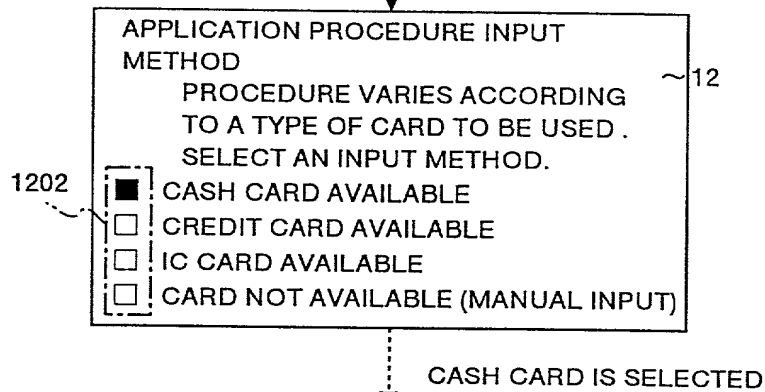 APPLICATION PROCEDURE INPUT
METHOD
12
PROCEDURE VARIES ACCORDING
TO A TYPE OF CARD TO BE USED .
SELECT AN INPUT METHOD.
1202
CASH CARD AVAILABLE
CREDIT CARD AVAILABLE
IC CARD AVAILABLE
CARD NOT AVAILABLE (MANUAL INPUT)
CASH CARD IS SELECTED